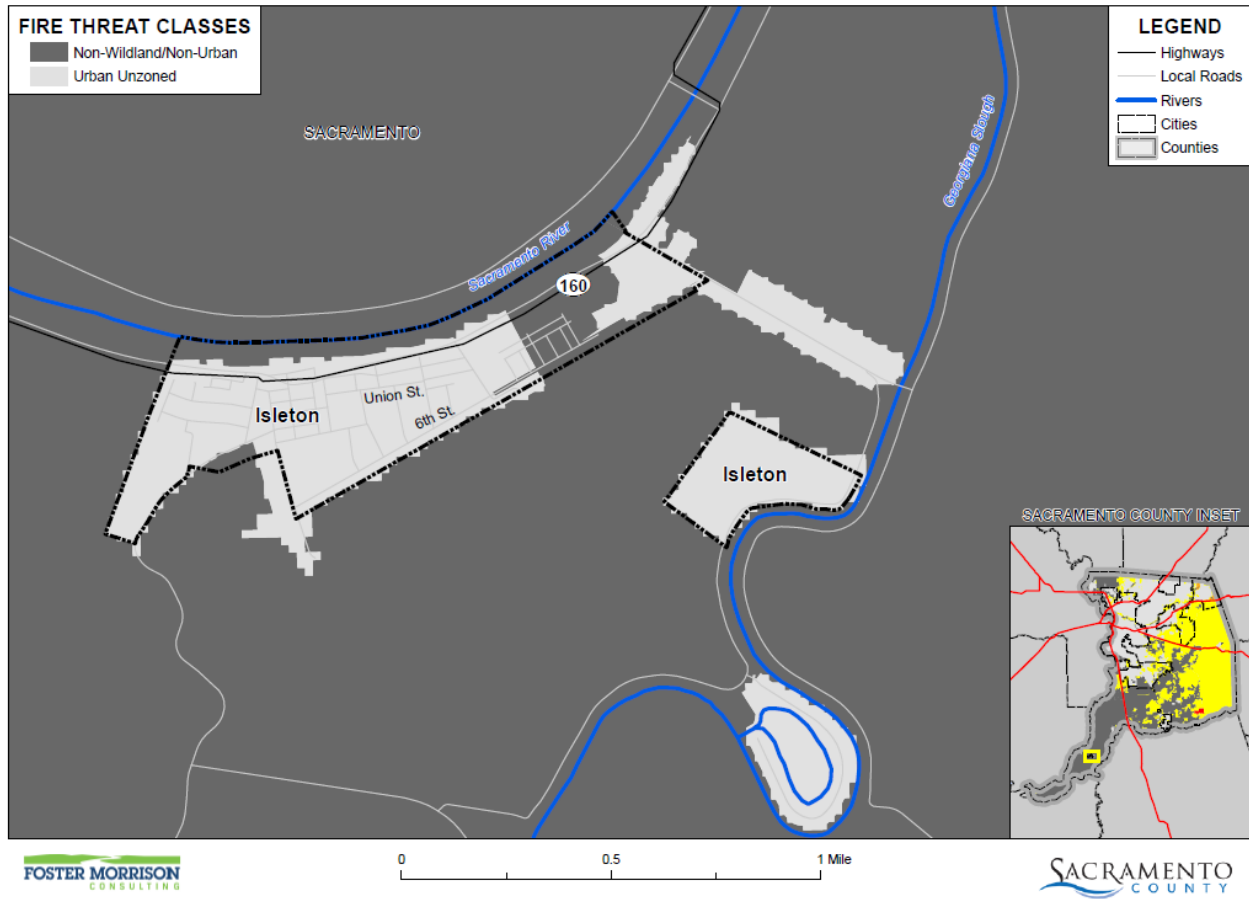 FIRE THREAT CLASSES
Non-Wildland/Non-Urban
Urban Unzoned
LEGEND
Highways
Local Roads
Rivers
Cities
Counties
SACRAMENTO
Georgiana Slough
Sacramento River
160
Union St.
Isleton
6th St.
Isleton
SACRAMENTO COUNTY INSET
FOSTER MORRISON
CONSULTING
0 0.5 1 Mile
SACRAMENTO
COUNTY